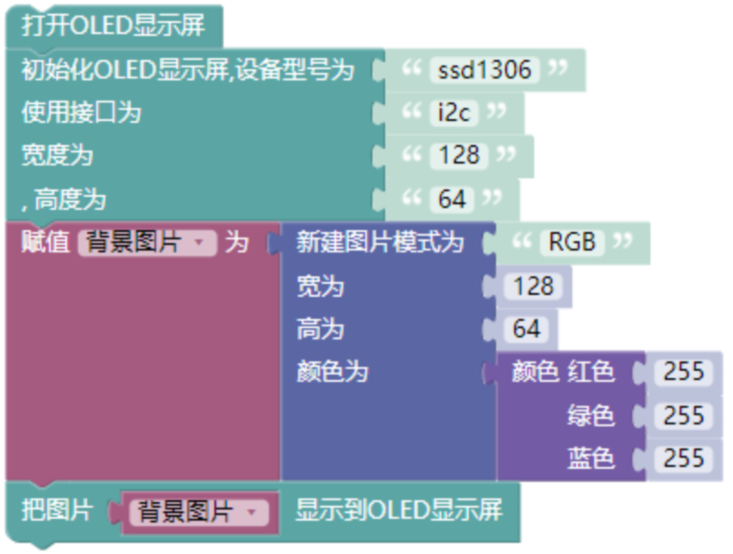 打开OLED显示屏
初始化OLED显示屏,设备型号为 “ ssd1306 ”
使用接口为 “ i2c ”
宽度为 “ 128 ”
, 高度为 “ 64 ”
赋值 背景图片 为 新建图片模式为 “ RGB ”
宽为 128
高为 64
颜色为 颜色 红色 255
绿色 255
蓝色 255
把图片 背景图片 显示到OLED显示屏